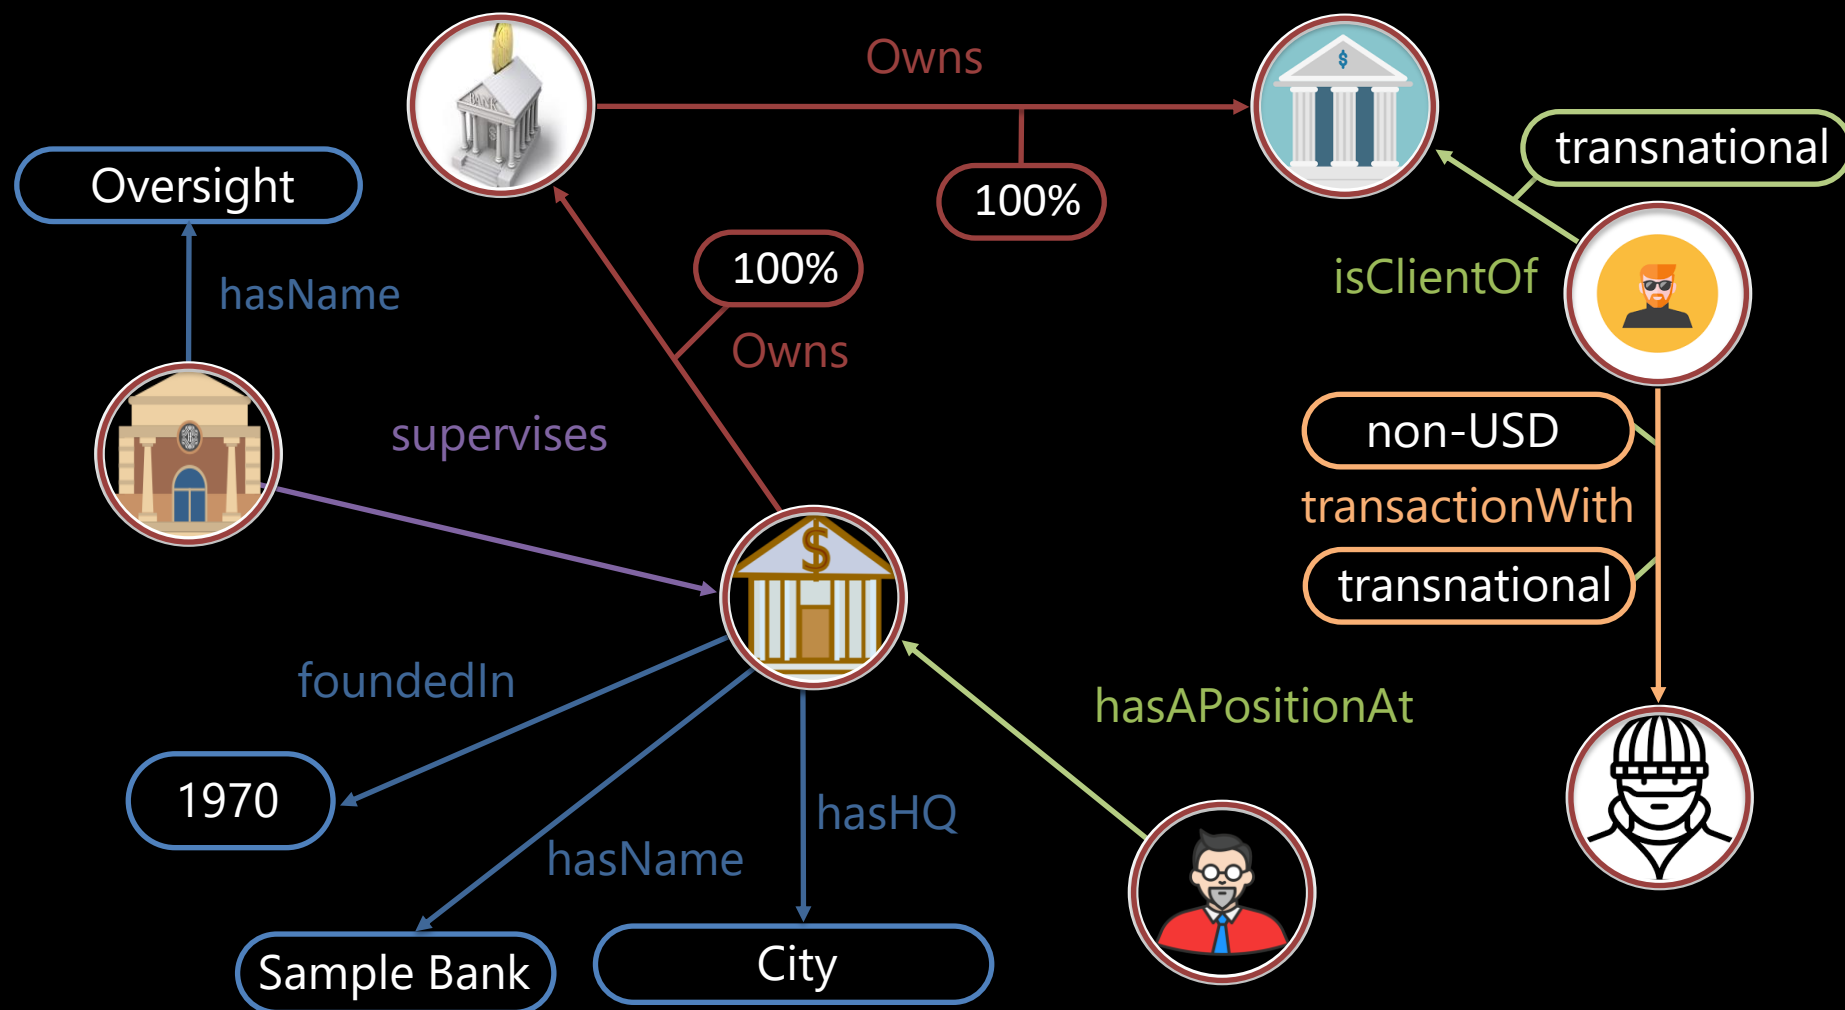 Owns
transnational
Oversight
100%
100%
isClientOf
hasName
Owns
non-USD
supervises
transactionWith
transnational
foundedIn
hasAPositionAt
1970
hasHQ
hasName
Sample Bank
City
BANK
$
$